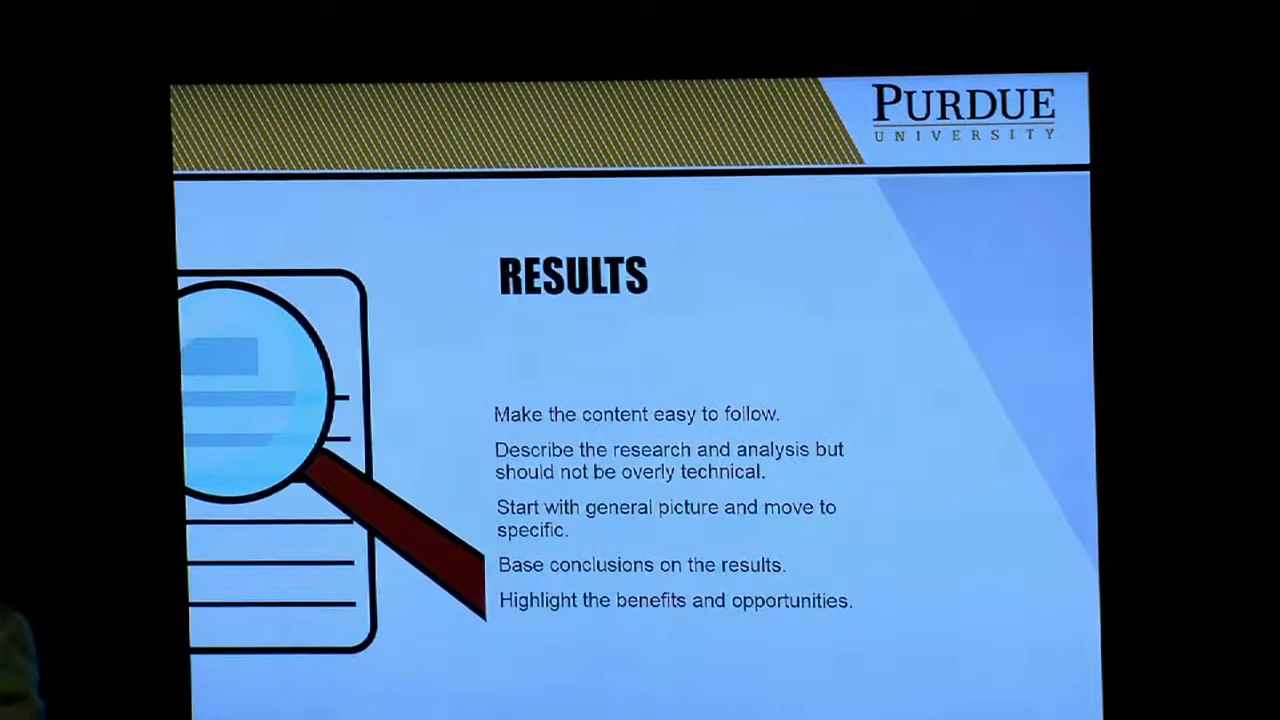 PURDUE
UNIVERSITY
RESULTS
Make the content easy to follow.
Describe the research and analysis but
should not be overly technical.
Start with general picture and move to
specific.
Base conclusions on the results.
Highlight the benefits and opportunities.